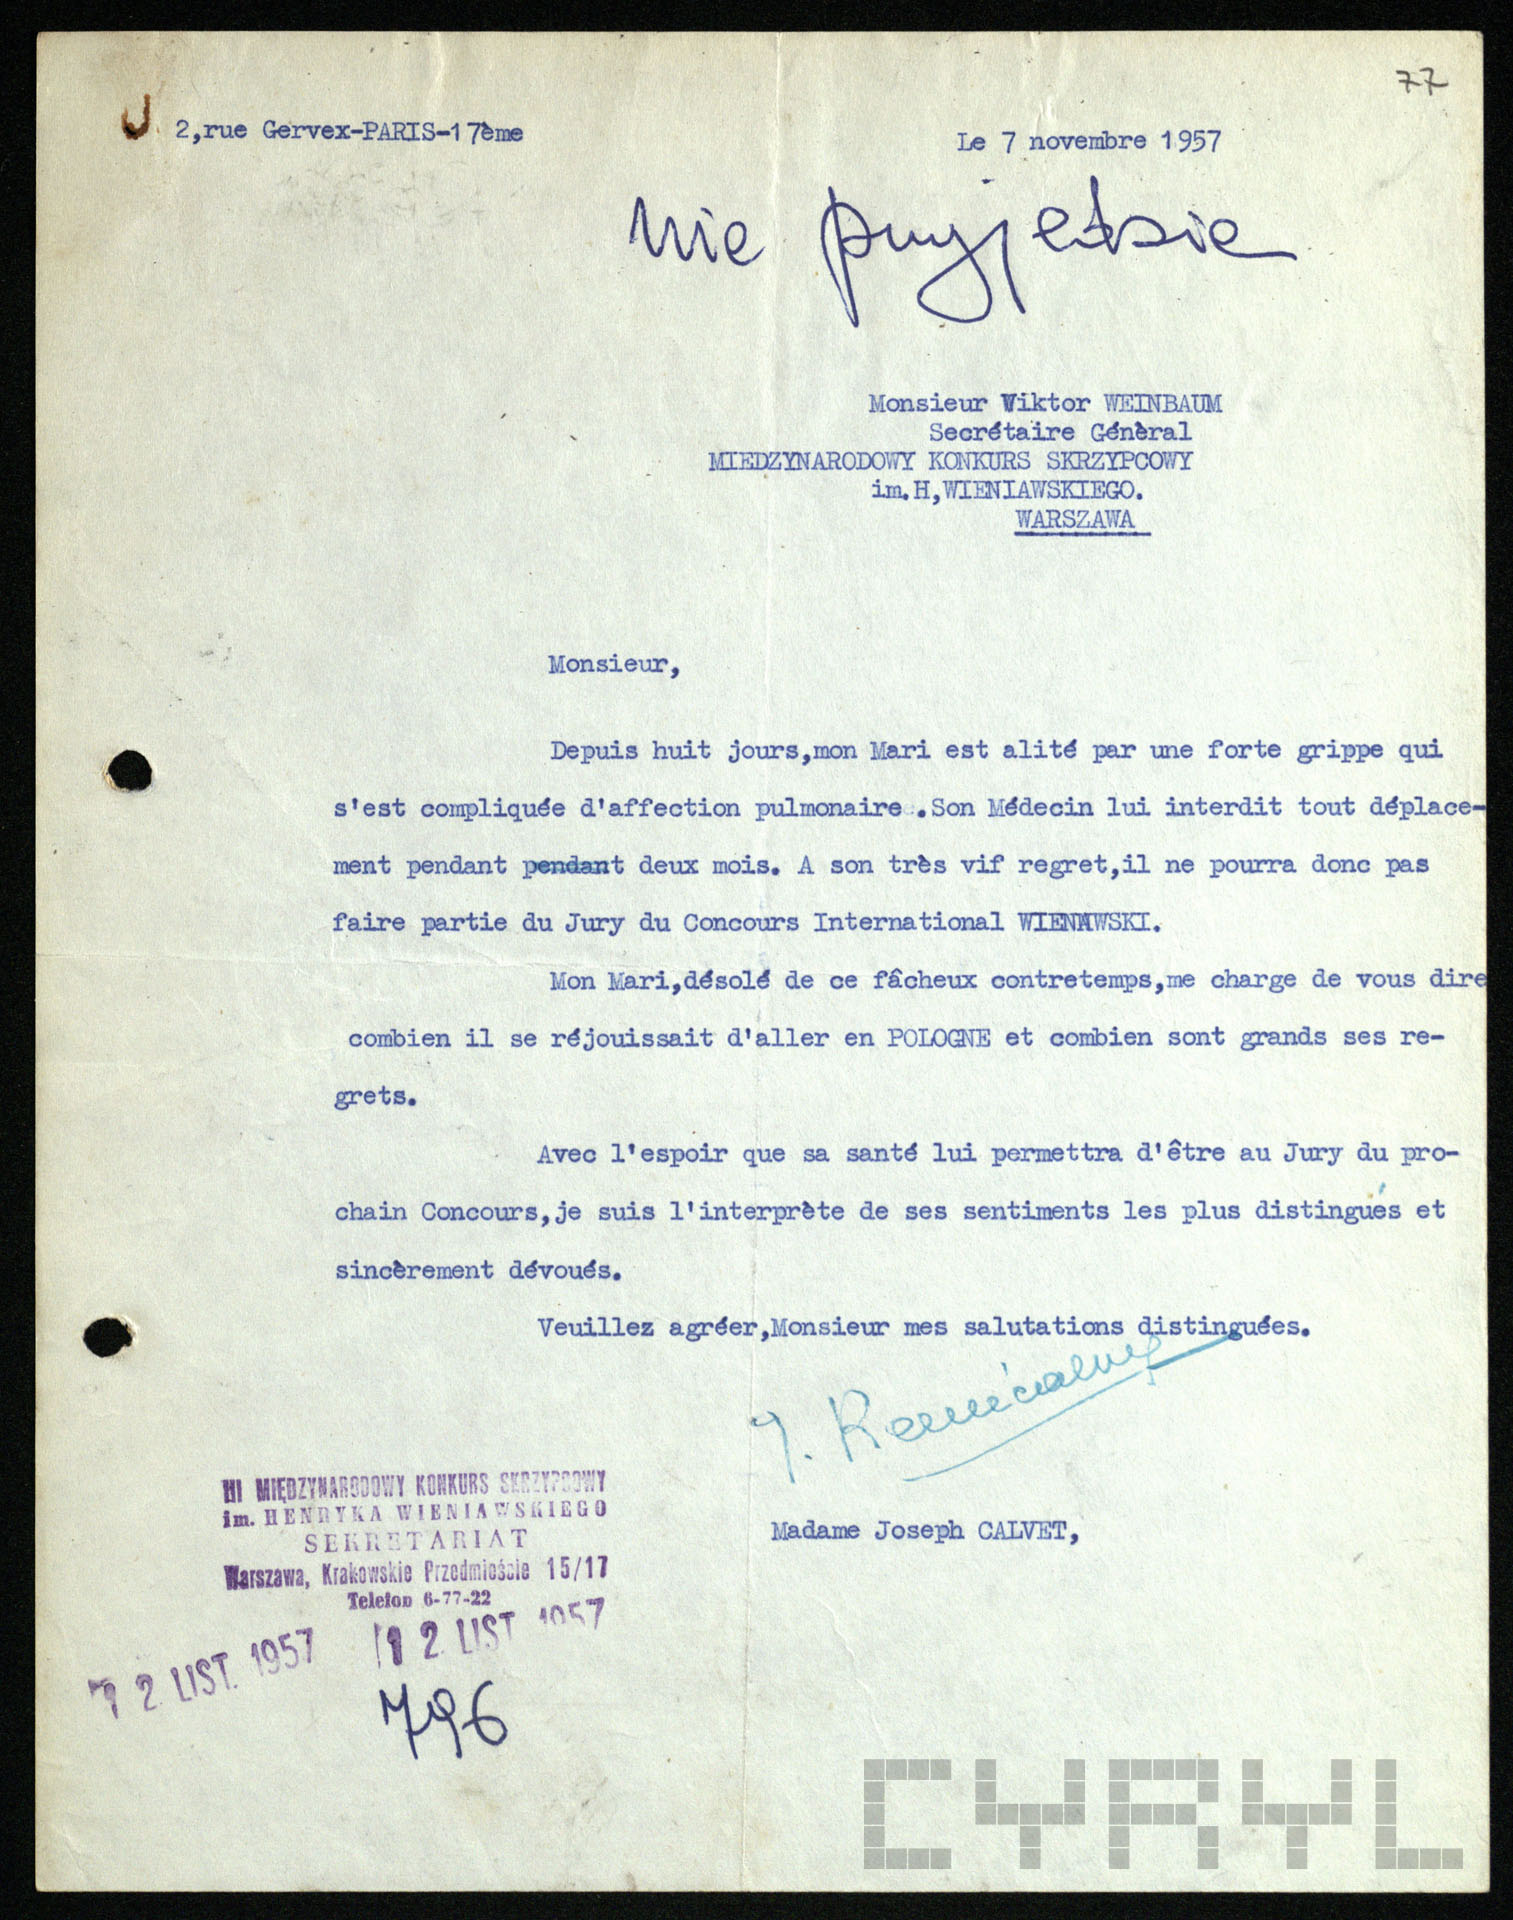 77
2,rue Gervex-PARIS-17ème
Le 7 novembre 1957
nie przyjedzie
Monsieur Viktor WEINBAUM
Secrétaire Génèral
MIEDZYNARODOWY KONKURS SKRZYPCOWY
im.H,WIENIAWSKIEGO.
WARSZAWA
Monsieur,
Depuis huit jours,mon Mari est alité par une forte grippe qui
s'est compliquée d'affection pulmonaire .Son Médecin lui interdit tout déplace-
ment pendant pendant deux mois. A son très vif regret,il ne pourra donc pas
faire partie du Jury du Concours International WIENAWSKI.
Mon Mari,désolé de ce fâcheux contretemps,me charge de vous dire
combien il se réjouissait d'aller en POLOGNE et combien sont grands ses re-
grets.
Avec l'espoir que sa santé lui permettra d'être au Jury du pro-
chain Concours,je suis l'interprète de ses sentiments les plus distingués et
sincèrement dévoués.
Veuillez agréer,Monsieur mes salutations distinguées.
Madame Joseph CALVET,
III MIĘDZYNARODOWY KONKURS SKRZYPCOWY
im. HENRYKA WIENIAWSKIEGO
SEKRETARIAT
Warszawa, Krakowskie Przedmieście 15/17
Telefon 6-77-22
12 LIST. 1957
12 LIST 1957
796
CYRYL